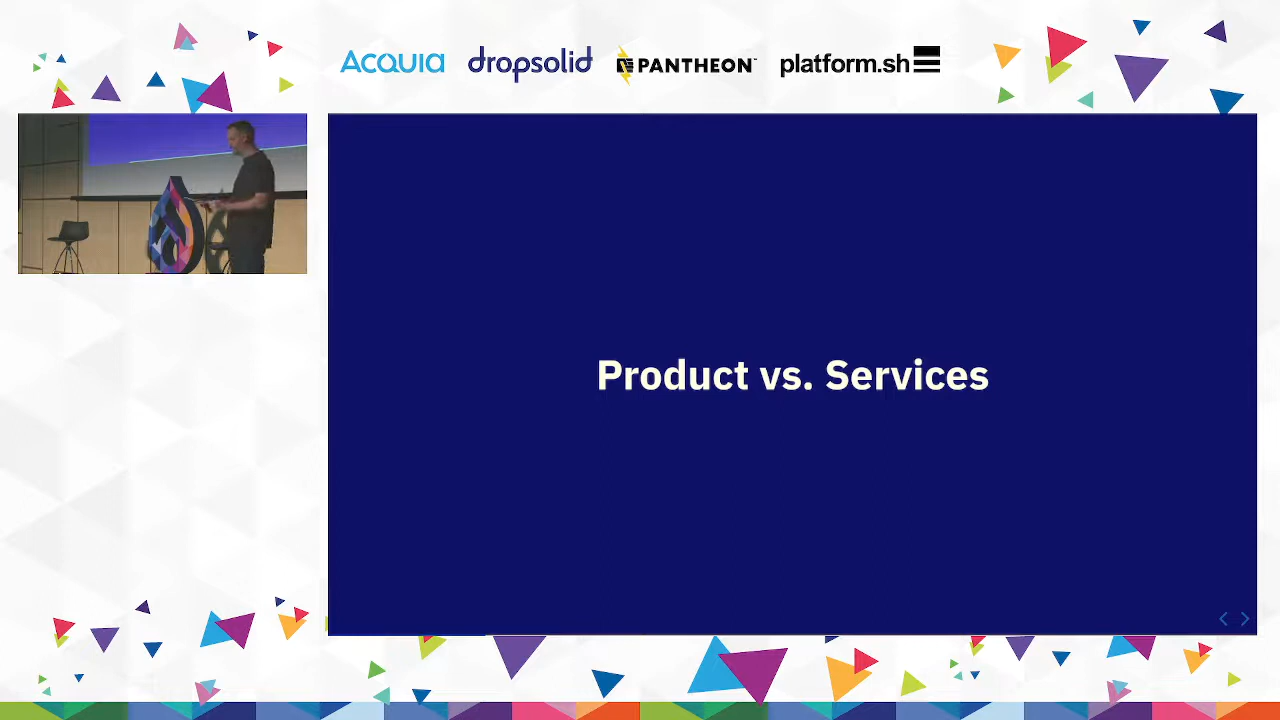 Acquia
dropsolid
PANTHEON
platform.sh
Product vs. Services